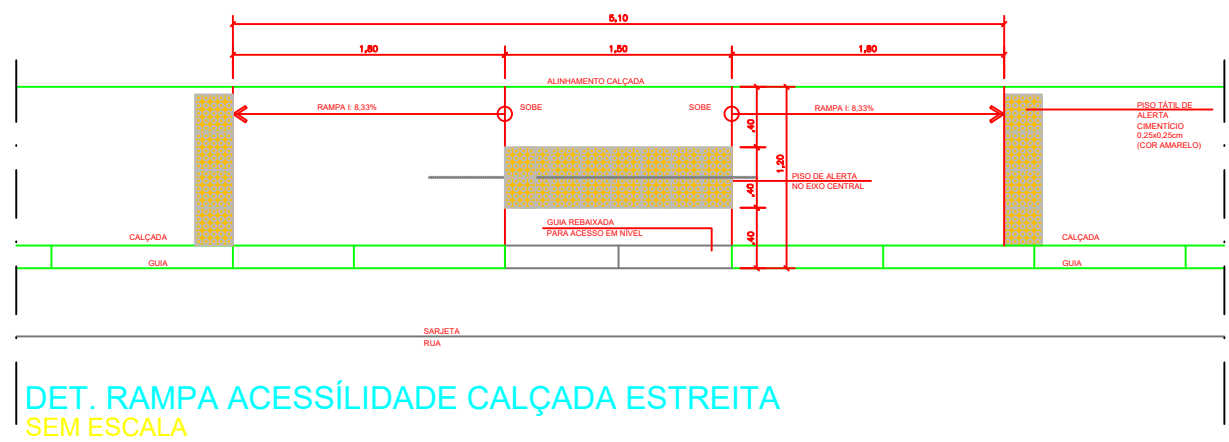 5,10
1,80
1,50
1,80
ALINHAMENTO CALÇADA
RAMPA I: 8,33%
SOBE
SOBE
RAMPA I: 8,33%
PISO TÁTIL DE
ALERTA
CIMENTÍCIO
0,25x0,25cm
(COR AMARELO)
,40
1,20
,40
,40
PISO DE ALERTA
NO EIXO CENTRAL
GUIA REBAIXADA
PARA ACESSO EM NÍVEL
CALÇADA
CALÇADA
GUIA
GUIA
SARJETA
RUA
DET. RAMPA ACESSÍLIDADE CALÇADA ESTREITA
SEM ESCALA